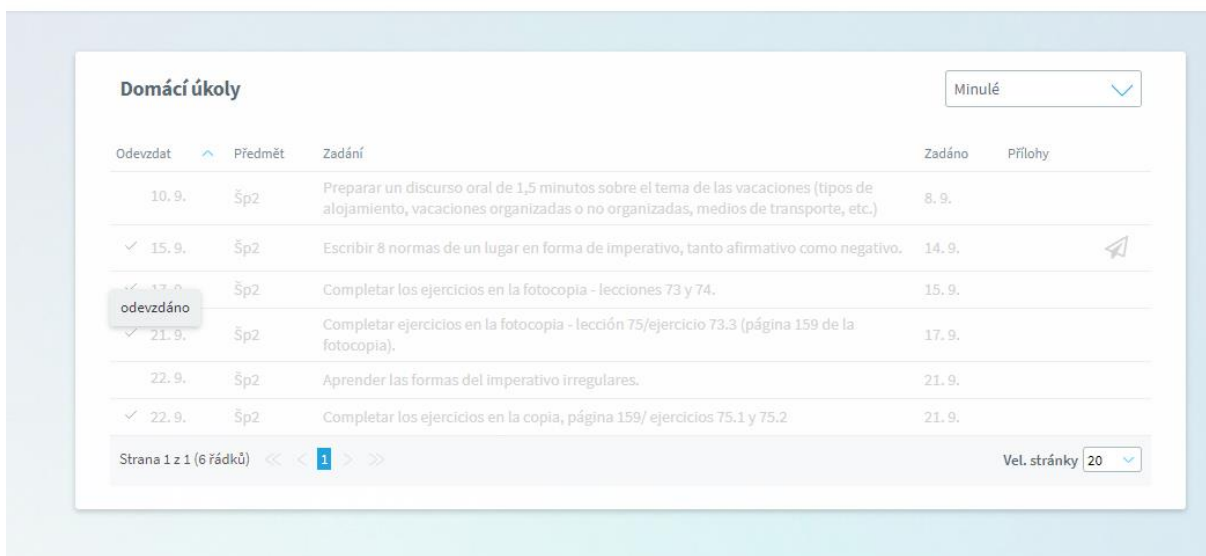 Domácí úkoly
Minulé
Odevzdat Předmět Zadání Zadáno Přílohy
10. 9. Šp2 Preparar un discurso oral de 1,5 minutos sobre el tema de las vacaciones (tipos de
alojamiento, vacaciones organizadas o no organizadas, medios de transporte, etc.) 8. 9.
15. 9. Šp2 Escribir 8 normas de un lugar en forma de imperativo, tanto afirmativo como negativo. 14. 9.
Šp2 Completar los ejercicios en la fotocopia - lecciones 73 y 74. 15. 9.
odevzdáno
21. 9. Šp2 Completar ejercicios en la fotocopia - lección 75/ejercicio 73.3 (página 159 de la
fotocopia). 17. 9.
22. 9. Šp2 Aprender las formas del imperativo irregulares. 21. 9.
22. 9. Šp2 Completar los ejercicios en la copia, página 159/ ejercicios 75.1 y 75.2 21. 9.
Strana 1 z 1 (6 řádků) 1 Vel. stránky 20